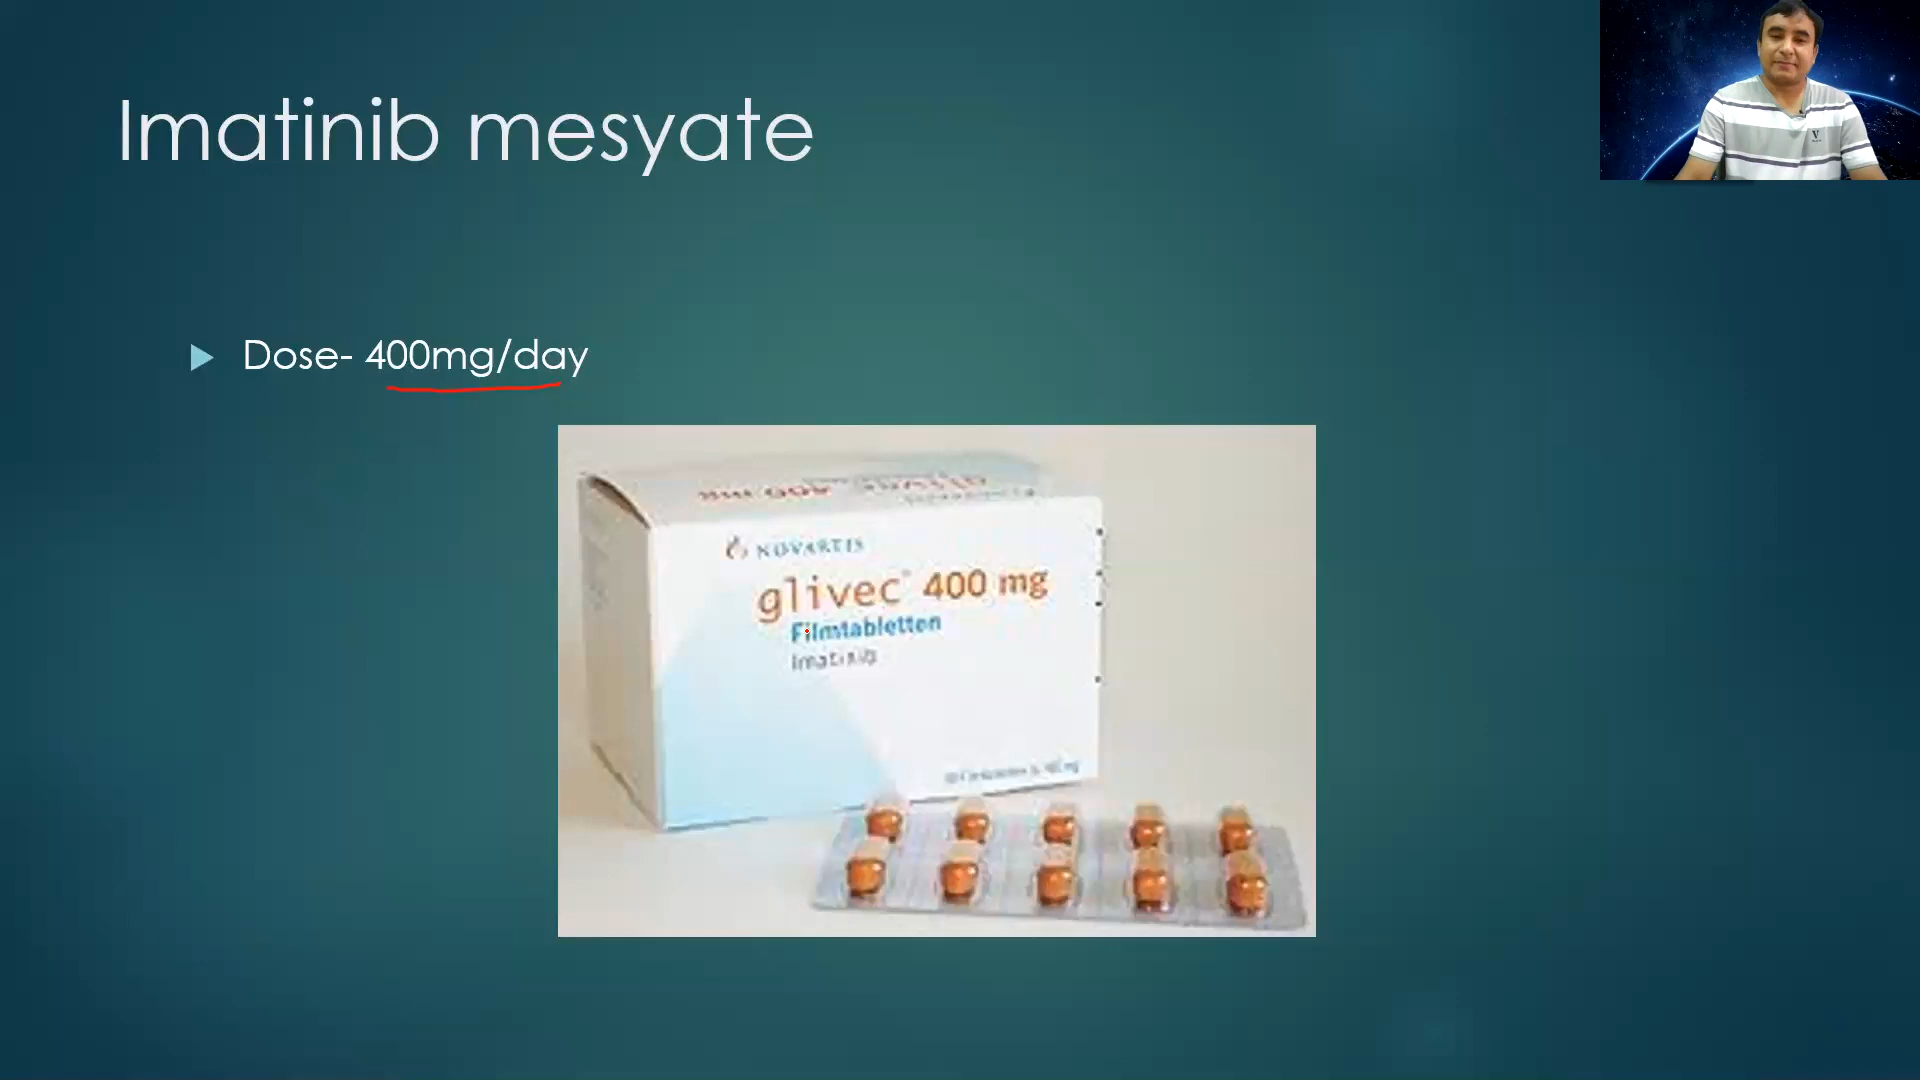 Imatinib mesyate
Dose- 400mg/day
NOVARTIS
glivec 400 mg
Filmtabletten
Imatinib
V